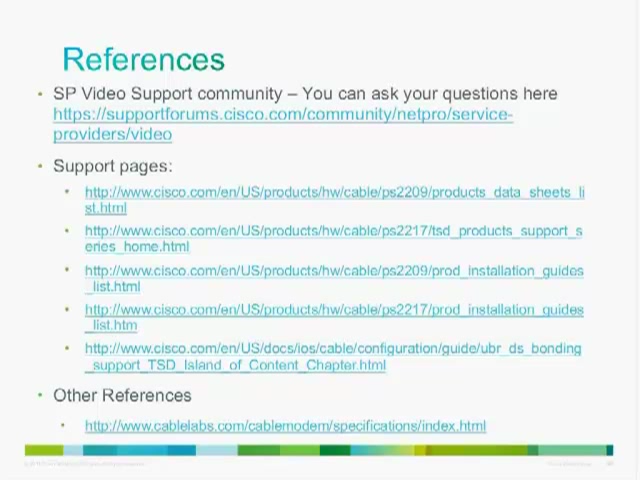 References
• SP Video Support community – You can ask your questions here
https://supportforums.cisco.com/community/netpro/service-
providers/video
• Support pages:
• http://www.cisco.com/en/US/products/hw/cable/ps2209/products_data_sheets_li
st.html
• http://www.cisco.com/en/US/products/hw/cable/ps2217/tsd_products_support_s
eries_home.html
• http://www.cisco.com/en/US/products/hw/cable/ps2209/prod_installation_guides
_list.html
• http://www.cisco.com/en/US/products/hw/cable/ps2217/prod_installation_guides
_list.htm
• http://www.cisco.com/en/US/docs/ios/cable/configuration/guide/ubr_ds_bonding
_support_TSD_Island_of_Content_Chapter.html
• Other References
• http://www.cablelabs.com/cablemodem/specifications/index.html